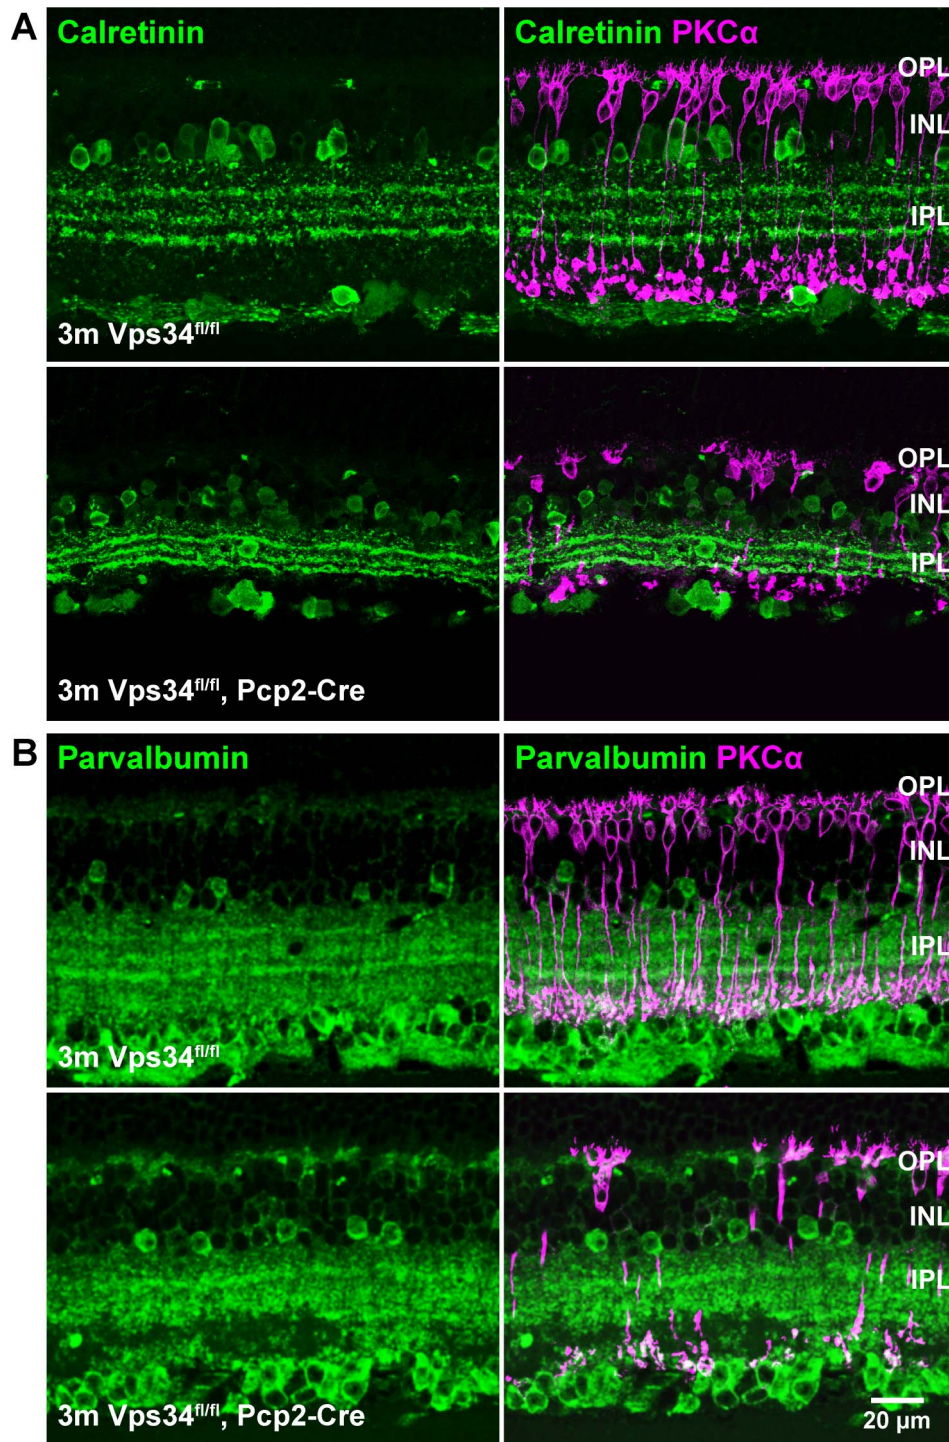 A
Calretinin
Calretinin PKCα
OPL
INL
IPL
3m Vps34fl/fl
OPL
INL
IPL
3m Vps34fl/fl, Pcp2-Cre
B
Parvalbumin
Parvalbumin PKCα
OPL
INL
IPL
3m Vps34fl/fl
OPL
INL
IPL
3m Vps34fl/fl, Pcp2-Cre
20 µm